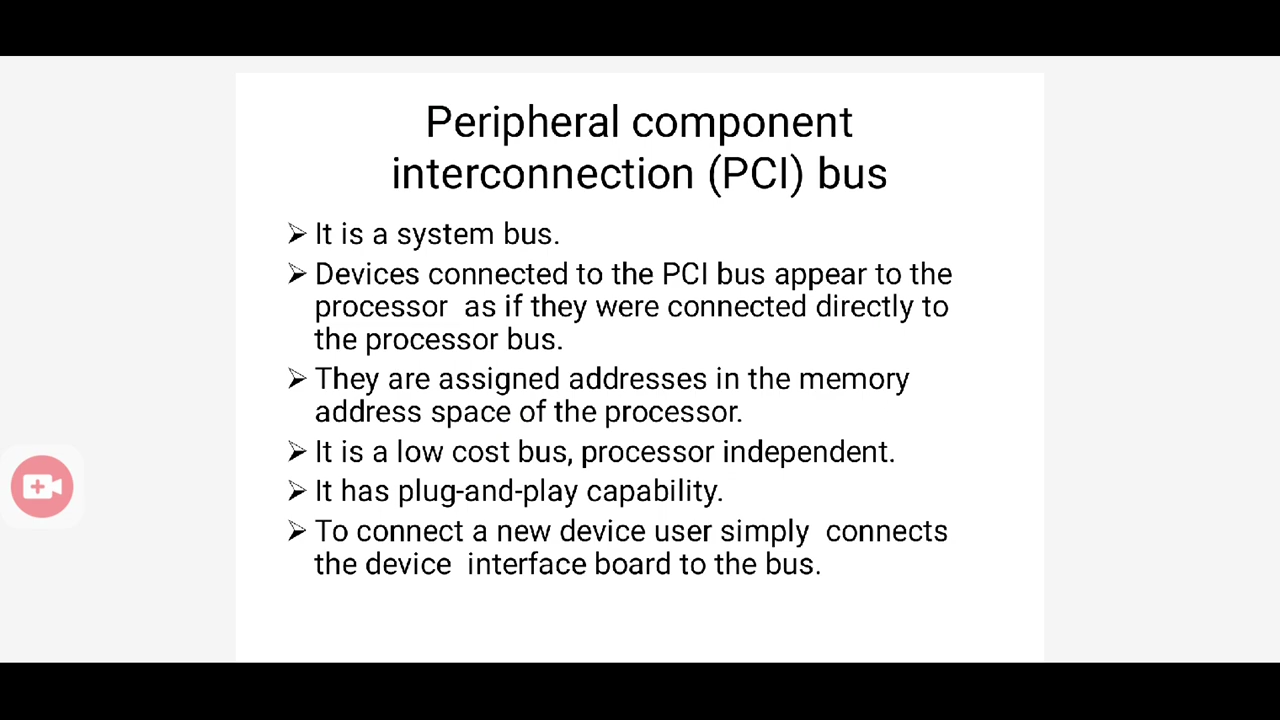 Peripheral component
interconnection (PCI) bus
➢ It is a system bus.
➢ Devices connected to the PCI bus appear to the
processor  as if they were connected directly to
the processor bus.
➢ They are assigned addresses in the memory
address space of the processor.
➢ It is a low cost bus, processor independent.
➢ It has plug-and-play capability.
➢ To connect a new device user simply  connects
the device  interface board to the bus.